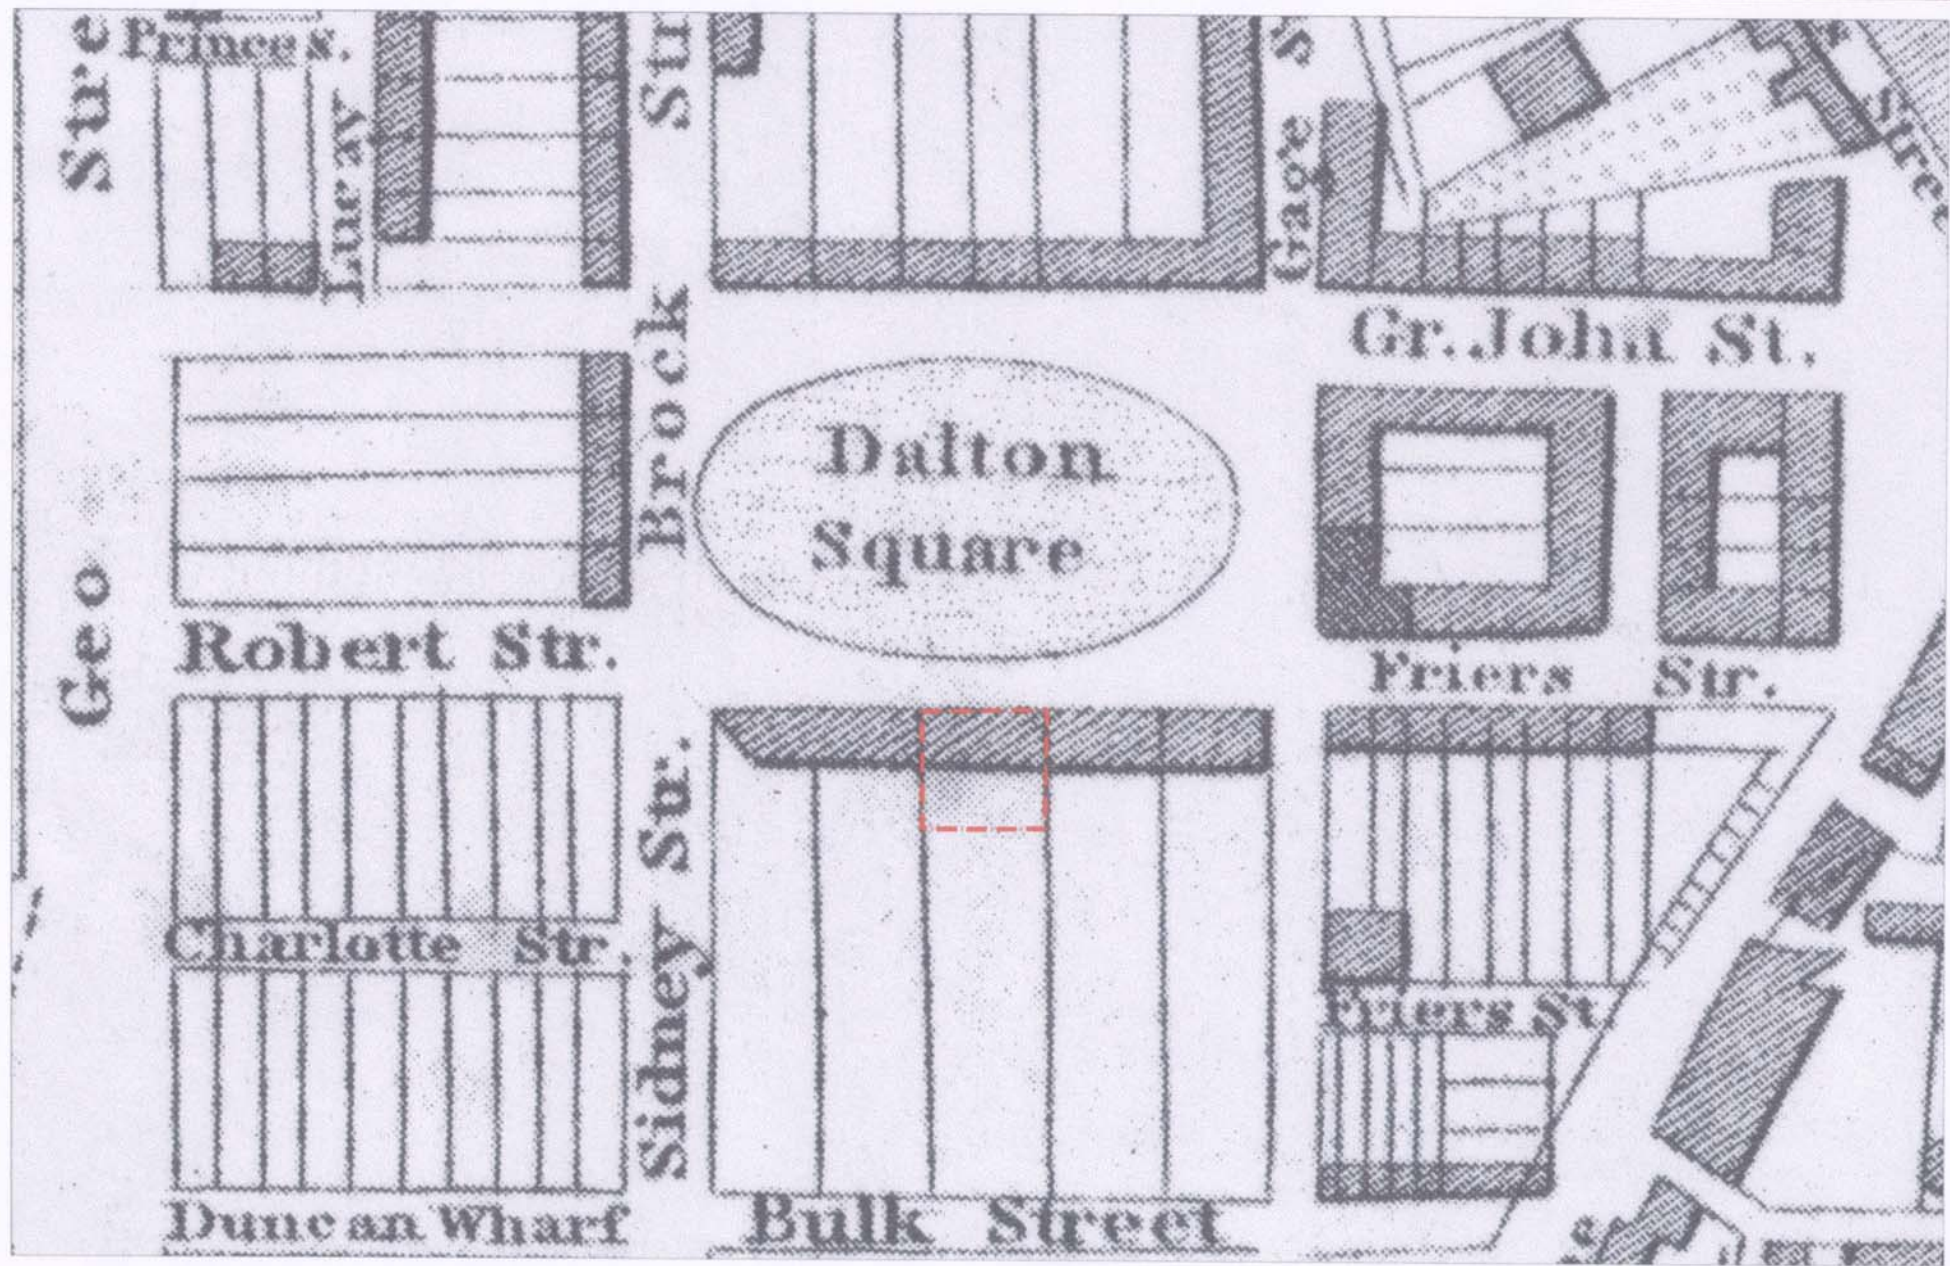 Princes.
Lucay
Str
Gage S
Street
Gr. John St.
Brock
Dalton
Square
Geo
Robert Str.
Friers Str.
Sidney Str.
Charlotte Str.
Friers St.
Duncan Wharf
Bulk Street